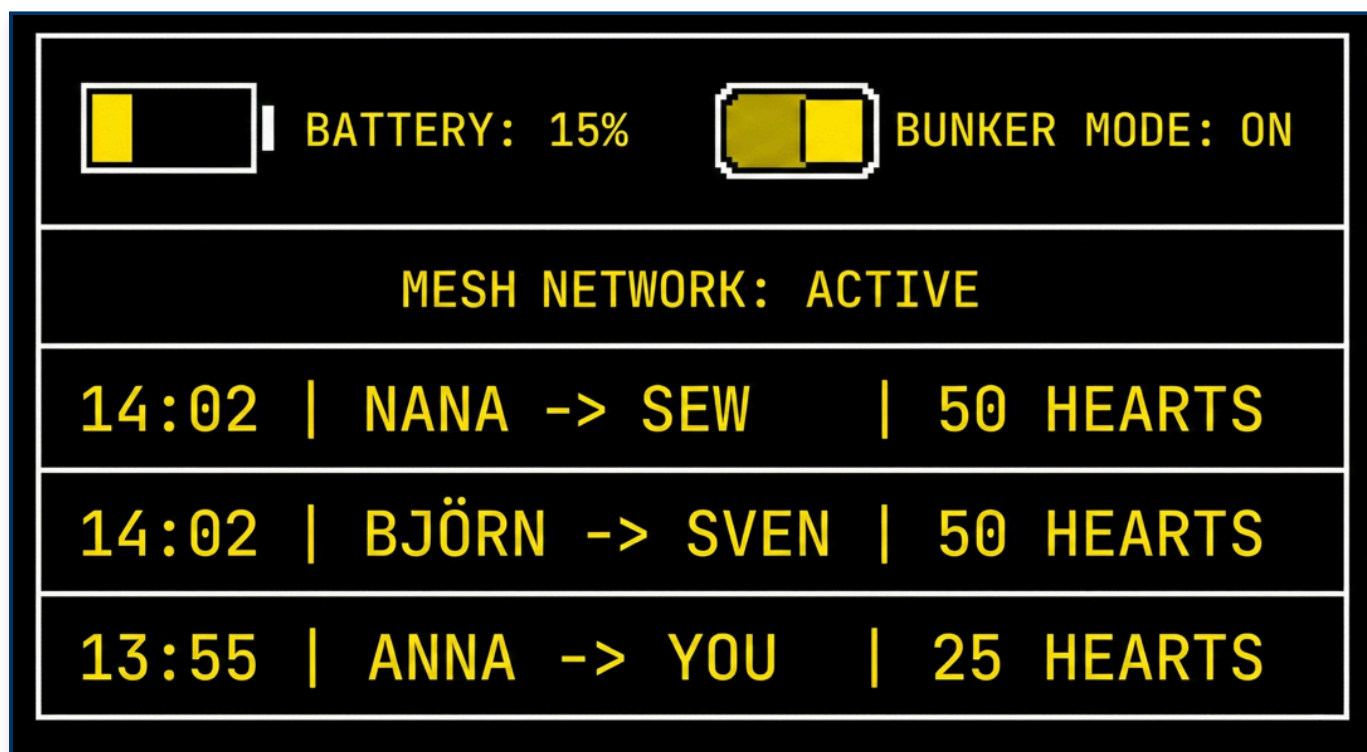 BATTERY: 15% BUNKER MODE: ON
MESH NETWORK: ACTIVE
14:02 | NANA -> SEW | 50 HEARTS
14:02 | BJÖRN -> SVEN | 50 HEARTS
13:55 | ANNA -> YOU | 25 HEARTS